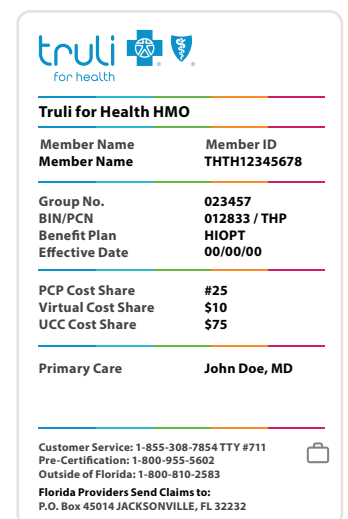 truli
for health
Truli for Health HMO
Member Name Member ID
Member Name THTH12345678
Group No. 023457
BIN/PCN 012833 / THP
Benefit Plan HIOPT
Effective Date 00/00/00
PCP Cost Share #25
Virtual Cost Share $10
UCC Cost Share $75
Primary Care John Doe, MD
Customer Service: 1-855-308-7854 TTY #711
Pre-Certification: 1-800-955-5602
Outside of Florida: 1-800-810-2583
Florida Providers Send Claims to:
P.O. Box 45014 JACKSONVILLE, FL 32232